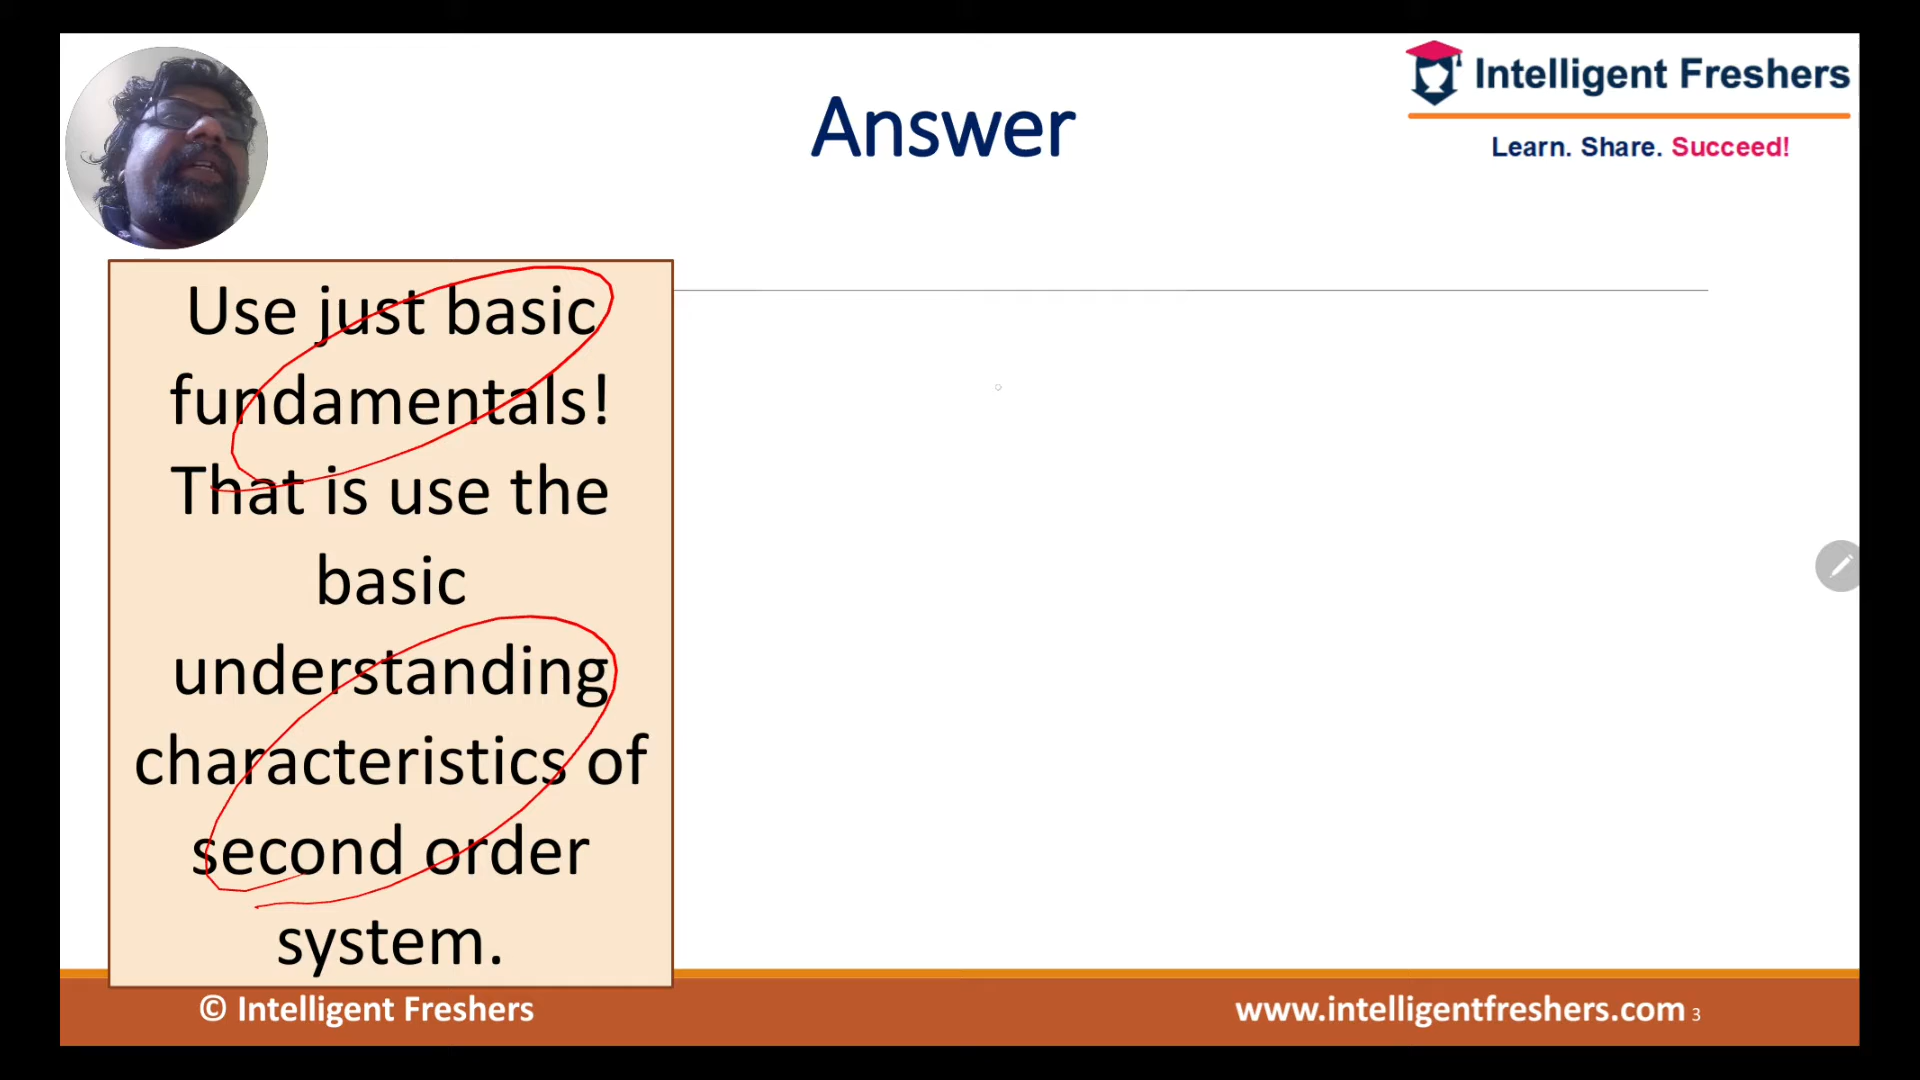 Answer
Intelligent Freshers
Learn. Share. Succeed!
Use just basic
fundamentals!
That is use the
basic
understanding
characteristics of
second order
system.
© Intelligent Freshers
www.intelligentfreshers.com 3